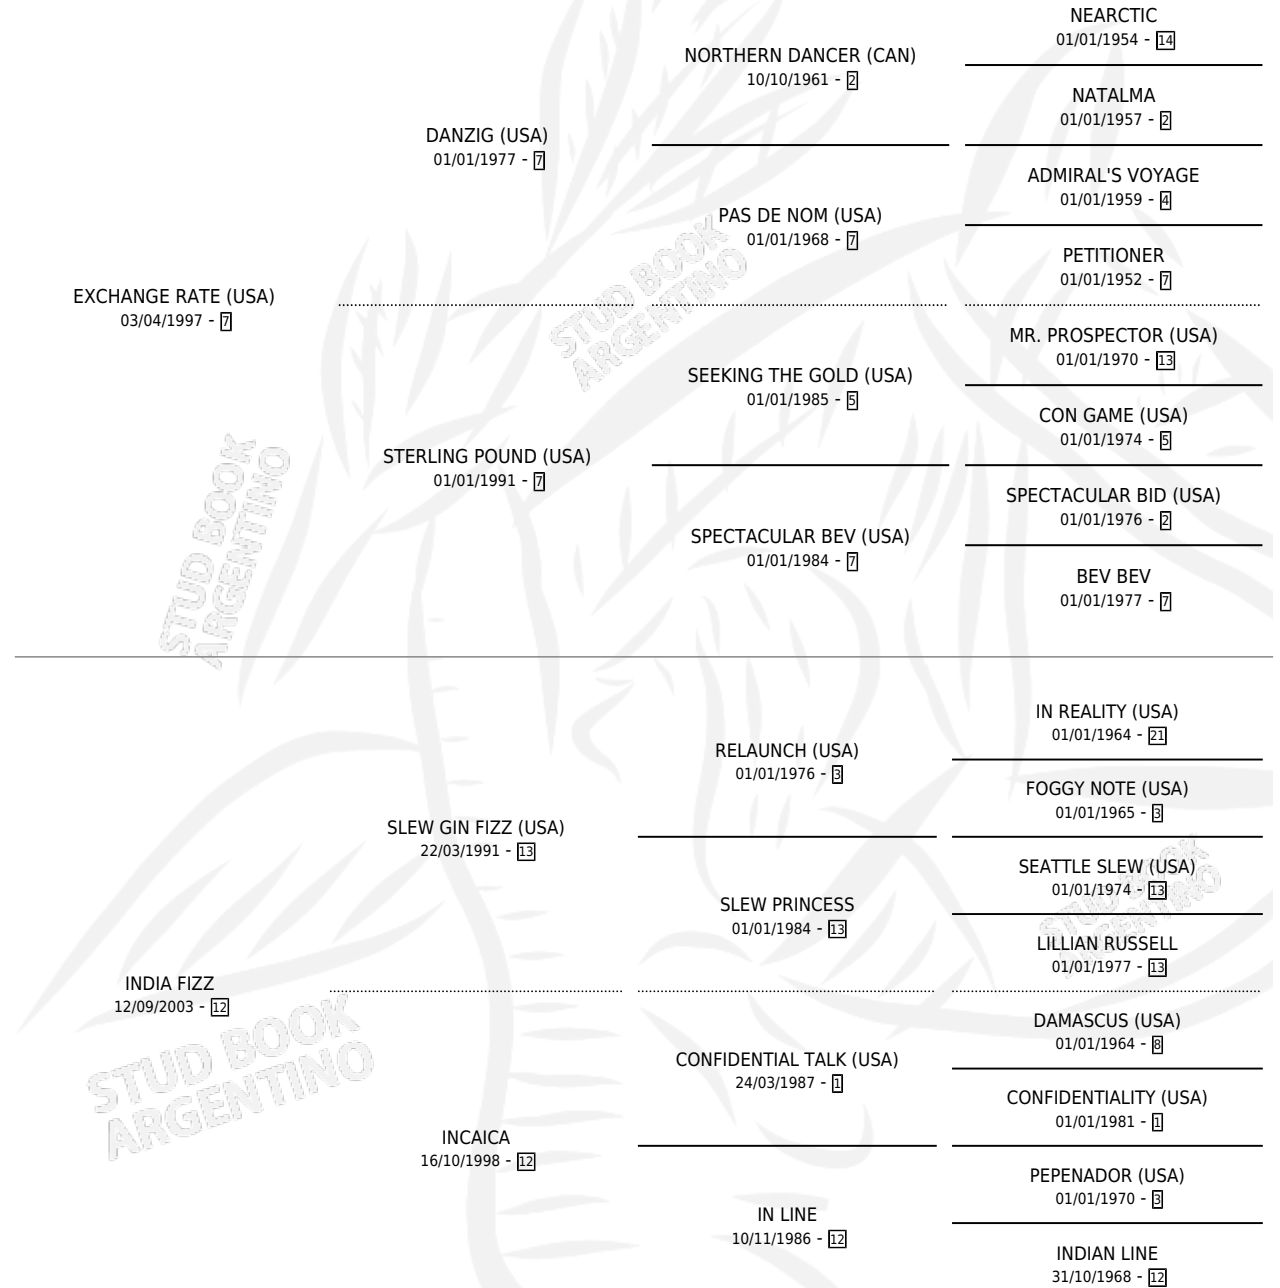 NEARCTIC
01/01/1954 - 14
NORTHERN DANCER (CAN)
10/10/1961 - 2
NATALMA
01/01/1957 - 2
DANZIG (USA)
01/01/1977 - 7
ADMIRAL'S VOYAGE
01/01/1959 - 4
PAS DE NOM (USA)
01/01/1968 - 7
PETITIONER
01/01/1952 - 7
EXCHANGE RATE (USA)
03/04/1997 - 7
MR. PROSPECTOR (USA)
01/01/1970 - 13
SEEKING THE GOLD (USA)
01/01/1985 - 5
CON GAME (USA)
01/01/1974 - 5
STERLING POUND (USA)
01/01/1991 - 7
SPECTACULAR BID (USA)
01/01/1976 - 2
SPECTACULAR BEV (USA)
01/01/1984 - 7
BEV BEV
01/01/1977 - 7
STUD BOOK
ARGENTINO
STUD BOOK
ARGENTINO
IN REALITY (USA)
01/01/1964 - 21
RELAUNCH (USA)
01/01/1976 - 3
FOGGY NOTE (USA)
01/01/1965 - 3
SLEW GIN FIZZ (USA)
22/03/1991 - 13
SEATTLE SLEW (USA)
01/01/1974 - 13
SLEW PRINCESS
01/01/1984 - 13
LILLIAN RUSSELL
01/01/1977 - 13
STUD BOOK
ARGENTINO
INDIA FIZZ
12/09/2003 - 12
DAMASCUS (USA)
01/01/1964 - 8
CONFIDENTIAL TALK (USA)
24/03/1987 - 1
CONFIDENTIALITY (USA)
01/01/1981 - 1
STUD BOOK
ARGENTINO
INCAICA
16/10/1998 - 12
PEPENADOR (USA)
01/01/1970 - 3
IN LINE
10/11/1986 - 12
INDIAN LINE
31/10/1968 - 12